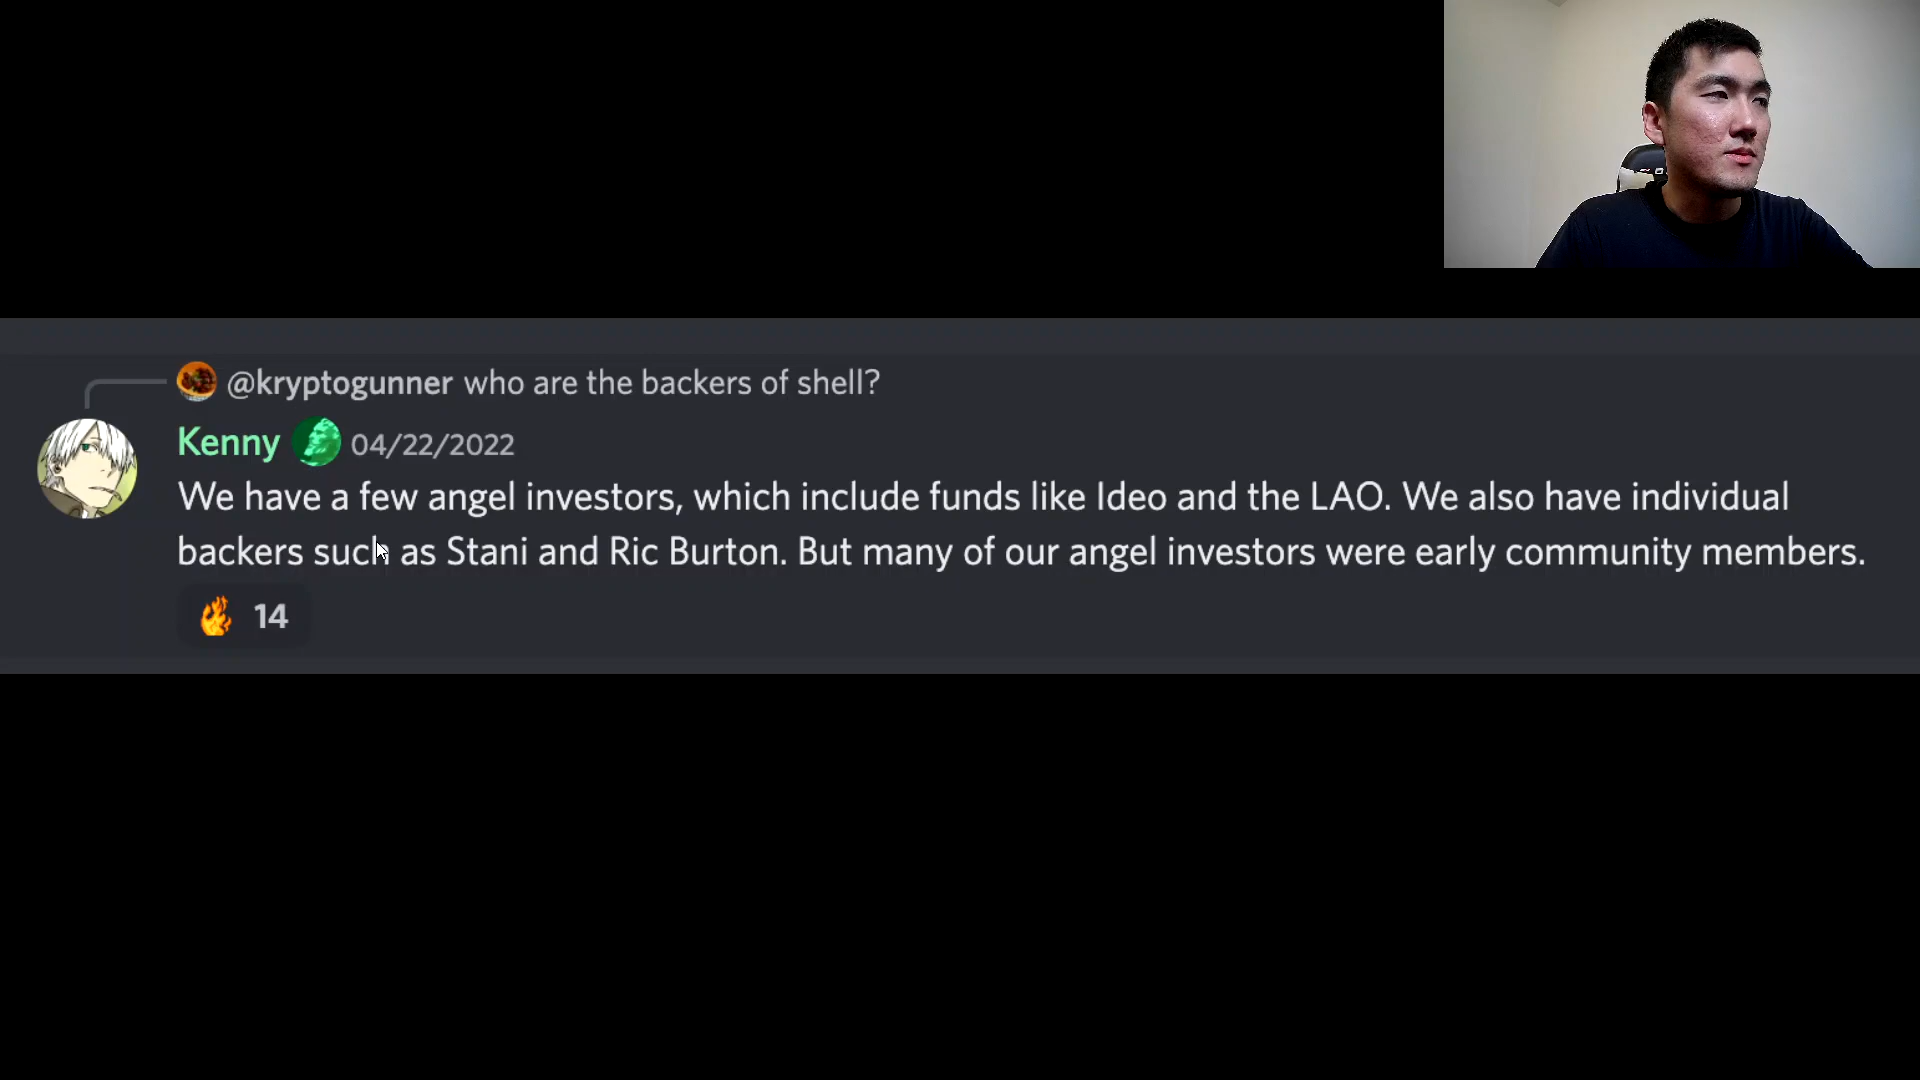 @kryptogunner who are the backers of shell?
Kenny 04/22/2022
We have a few angel investors, which include funds like Ideo and the LAO. We also have individual
backers such as Stani and Ric Burton. But many of our angel investors were early community members.
14